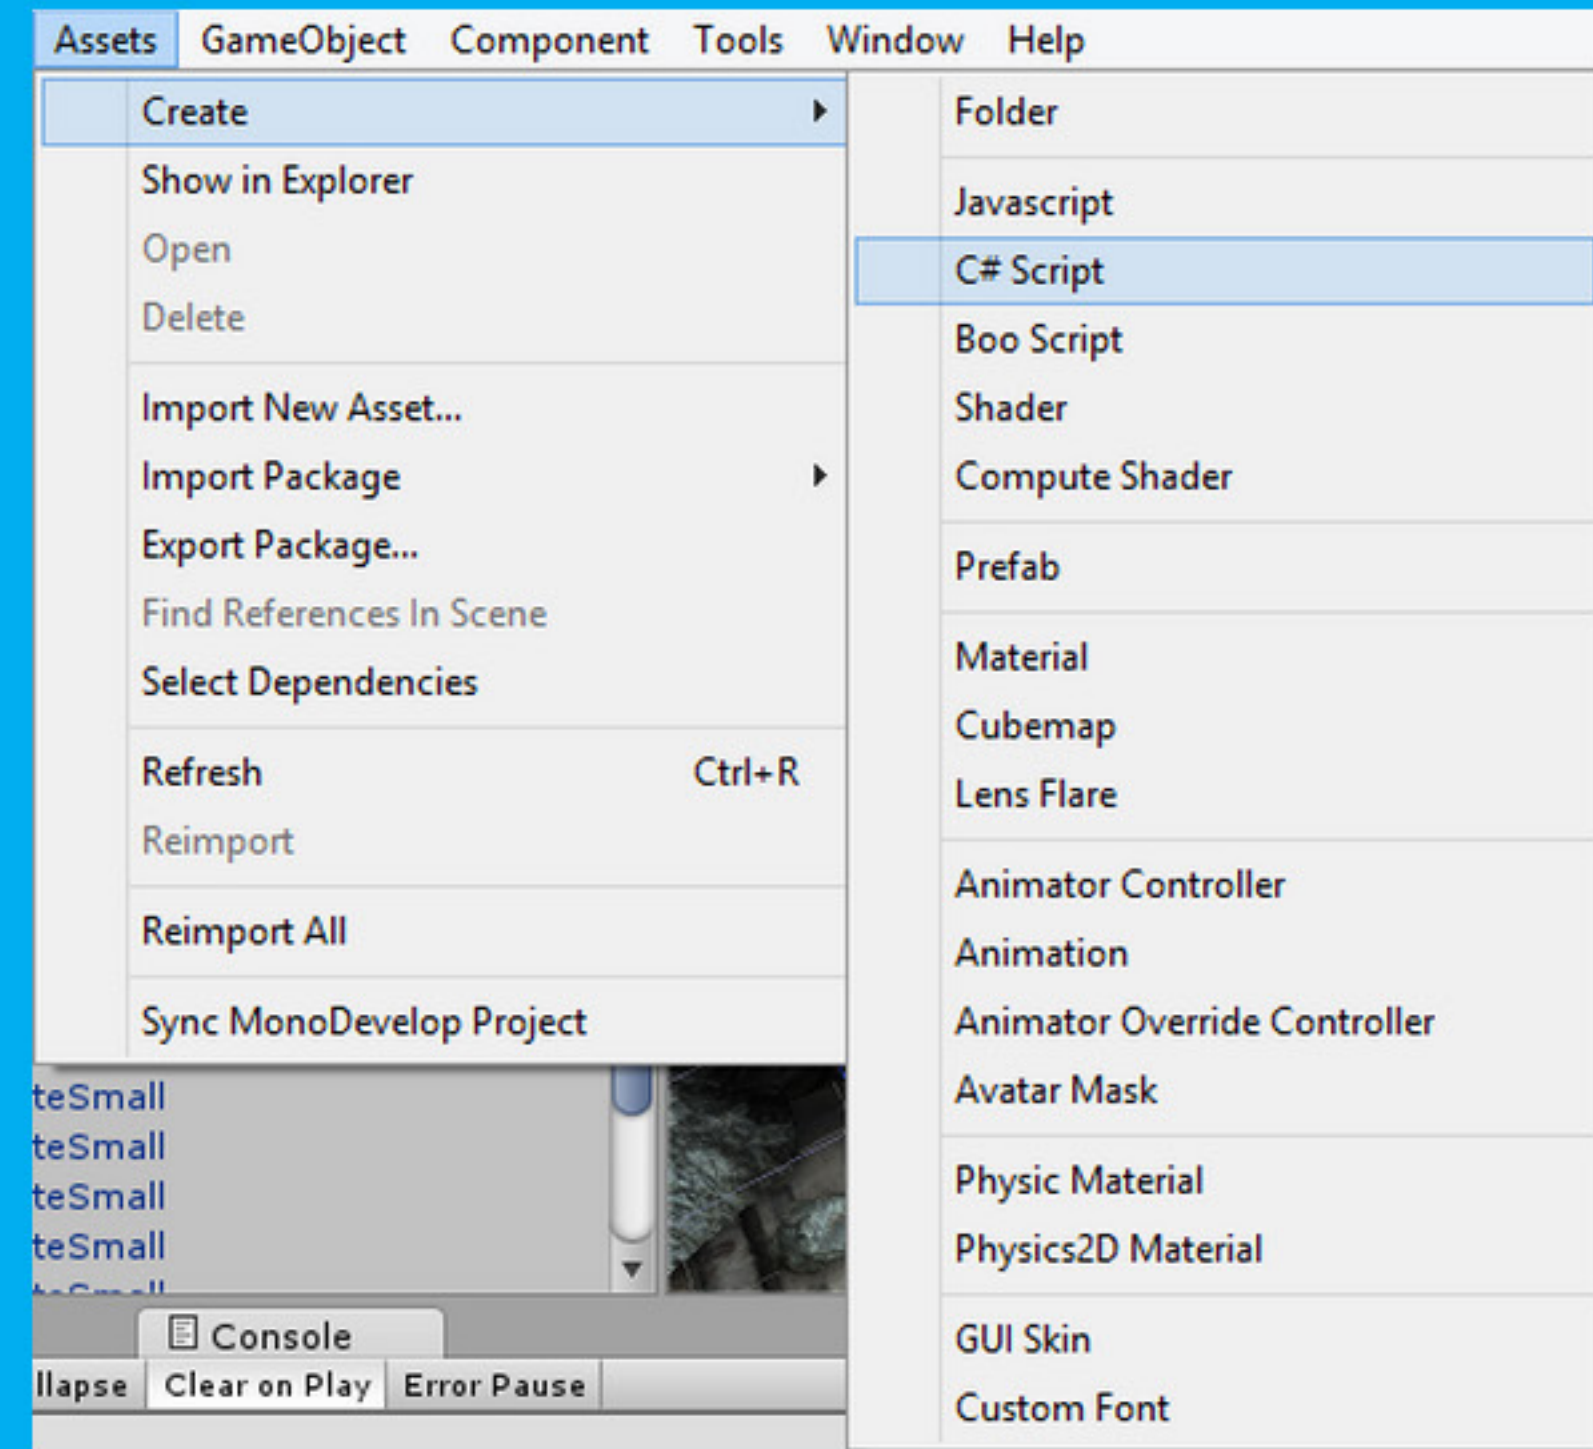 Assets GameObject Component Tools Window Help
Create
Show in Explorer
Open
Delete
Import New Asset...
Import Package
Export Package...
Find References In Scene
Select Dependencies
Refresh Ctrl+R
Reimport
Reimport All
Sync MonoDevelop Project
Folder
Javascript
C# Script
Boo Script
Shader
Compute Shader
Prefab
Material
Cubemap
Lens Flare
Animator Controller
Animation
Animator Override Controller
Avatar Mask
Physic Material
Physics2D Material
GUI Skin
Custom Font
teSmall
teSmall
teSmall
teSmall
Console
llapse Clear on Play Error Pause